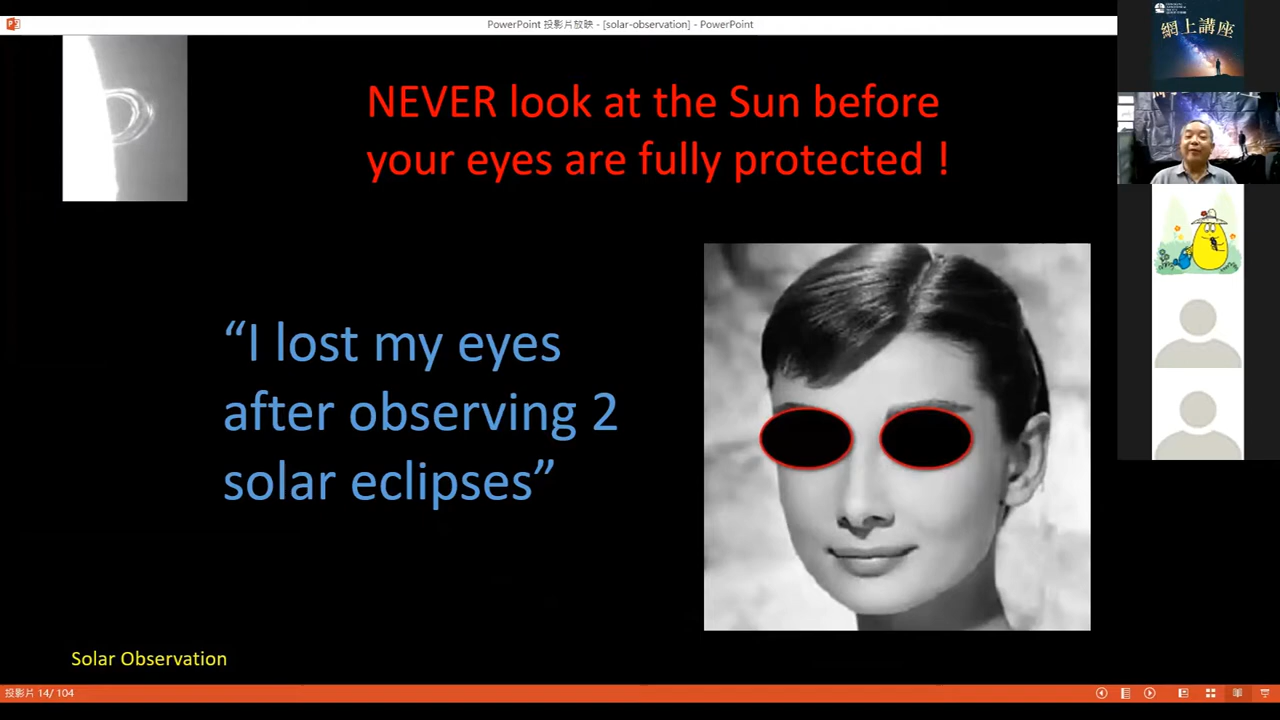 PowerPoint 投影片放映 - [solar-observation] - PowerPoint
網上講座
NEVER look at the Sun before
your eyes are fully protected !
“I lost my eyes
after observing 2
solar eclipses”
Solar Observation
投影片 14/ 104